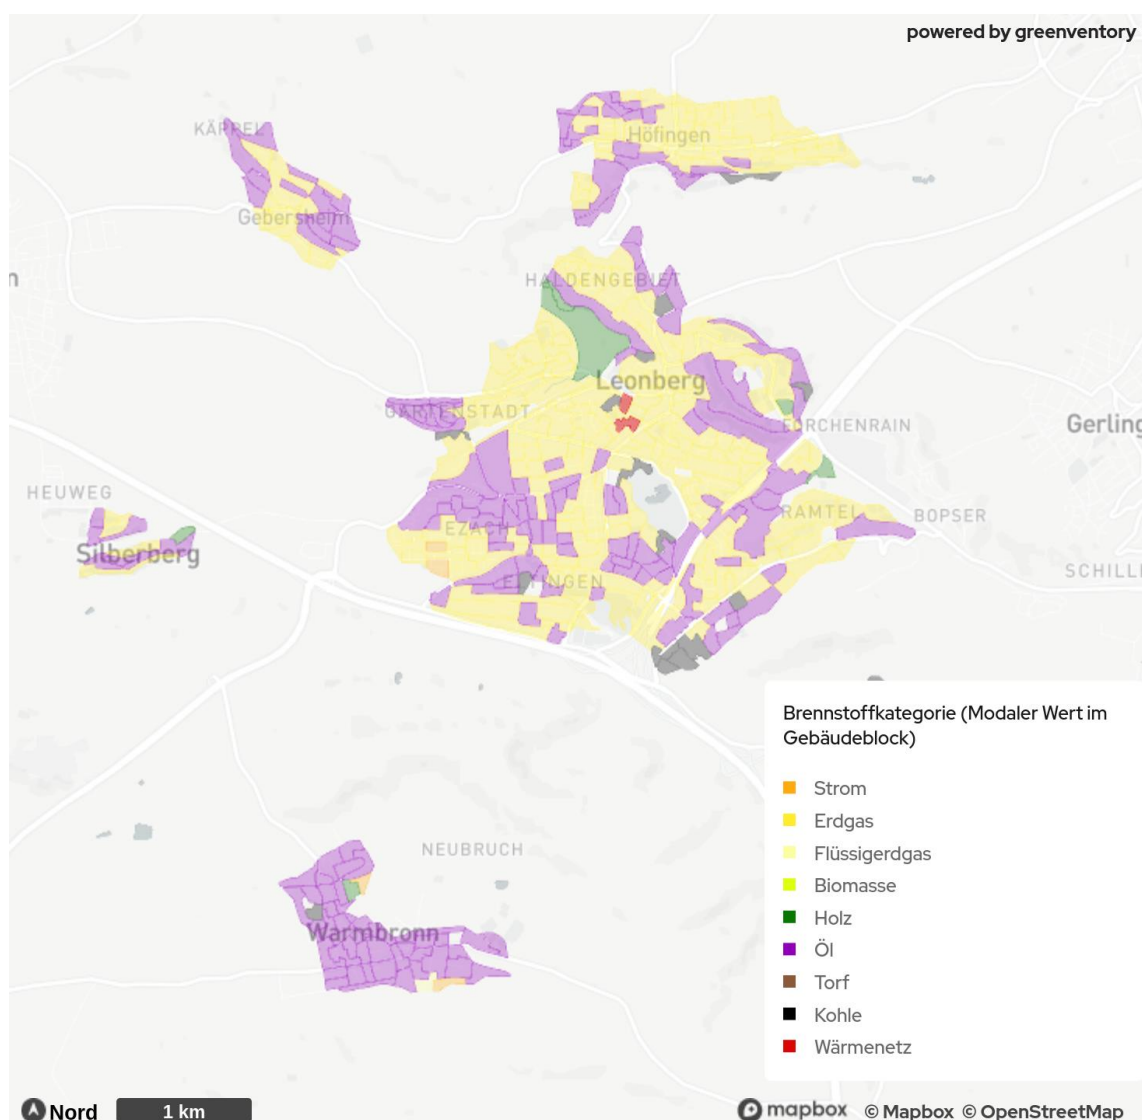 powered by greenventory
KÄPPEL
Höfingen
Gebersheim
n
HALDENGEBIET
Leonberg
GARTENSTADT
FORCHENRAIN
Gerling
HEUWEG
RAMTEL
BOPSER
EZACH
Silberberg
SCHILL
ELTINGEN
Brennstoffkategorie (Modaler Wert im
Gebäudeblock)
Strom
Erdgas
Flüssigerdgas
NEUBRUCH
Biomasse
Holz
Warmbronn
Öl
Torf
Kohle
Wärmenetz
Nord
1 km
mapbox © Mapbox © OpenStreetMap